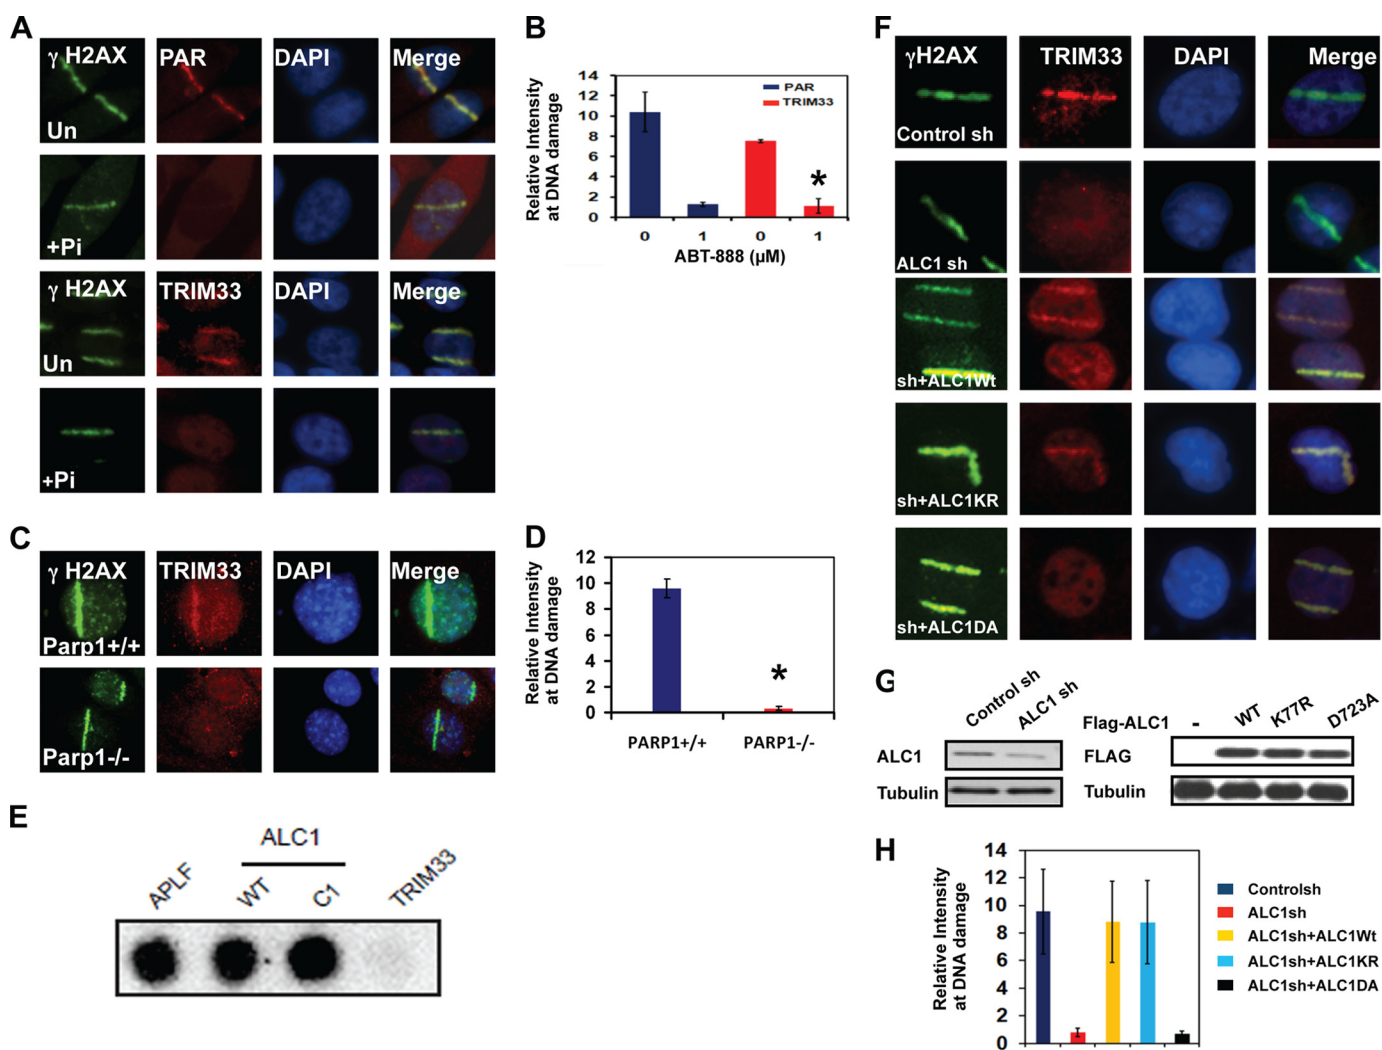 A
γ H2AX PAR DAPI Merge
Un
+Pi
γ H2AX TRIM33 DAPI Merge
Un
+Pi
B
Relative Intensity
at DNA damage
14
12
10
8
6
4
2
0
PAR
TRIM33
*
0 1 0 1
ABT-888 (µM)
C
γ H2AX TRIM33 DAPI Merge
Parp1+/+
Parp1-/-
D
Relative Intensity
at DNA damage
12
10
8
6
4
2
0
*
PARP1+/+ PARP1-/-
E
ALC1
APLF WT C1 TRIM33
F
γH2AX TRIM33 DAPI Merge
Control sh
ALC1 sh
sh+ALC1Wt
sh+ALC1KR
sh+ALC1DA
G
Control sh ALC1 sh
ALC1
Tubulin
Flag-ALC1 - WT K77R D723A
FLAG
Tubulin
H
Relative Intensity
at DNA damage
14
12
10
8
6
4
2
0
Controlsh
ALC1sh
ALC1sh+ALC1Wt
ALC1sh+ALC1KR
ALC1sh+ALC1DA